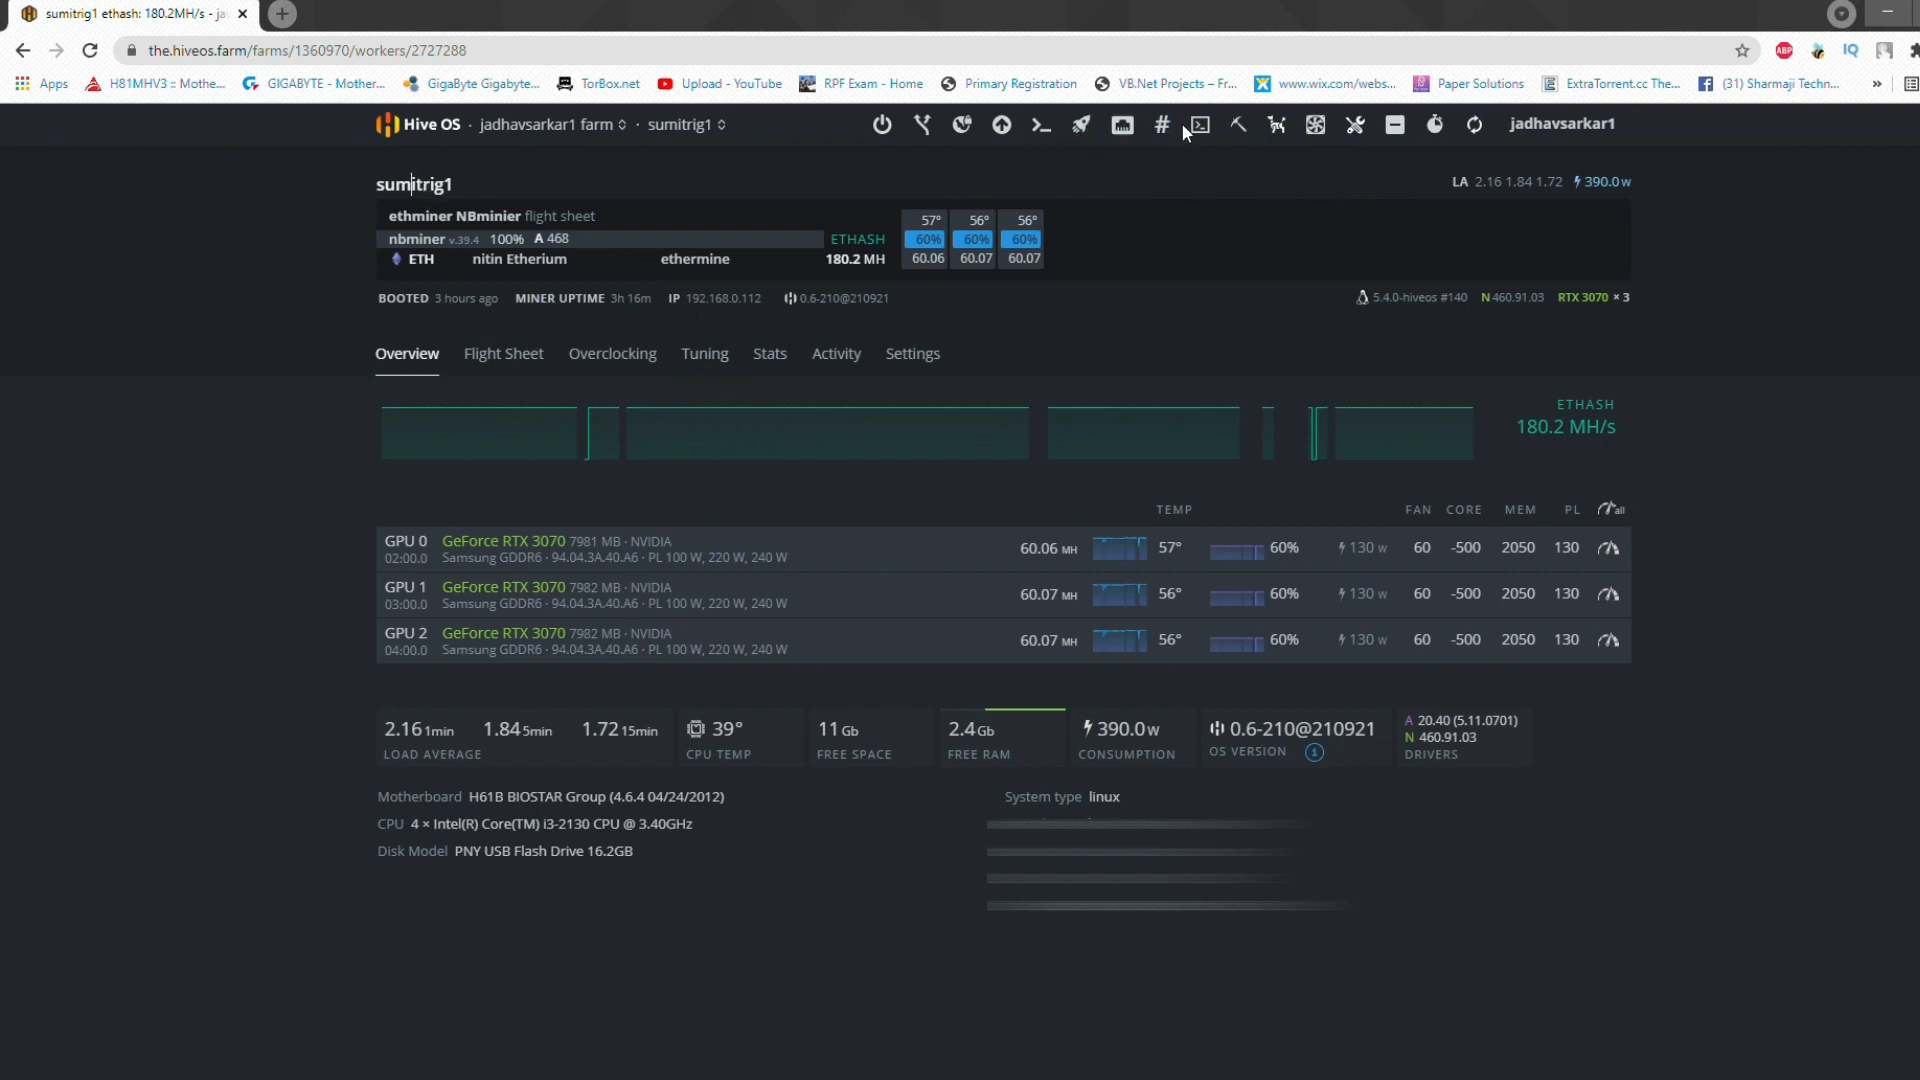 sumitrig1 ethash: 180.2MH/s - ja
the.hiveos.farm/farms/1360970/workers/2727288
ABP
IQ
Apps H81MHV3 :: Mothe... GIGABYTE - Mother... GigaByte Gigabyte... TorBox.net Upload - YouTube RPF Exam - Home Primary Registration VB.Net Projects – Fr... www.wix.com/webs... Paper Solutions ExtraTorrent.cc The... (31) Sharmaji Techn... »
Hive OS · jadhavsarkar1 farm · sumitrig1 jadhavsarkar1
sumitrig1 LA 2.16 1.84 1.72 390.0w
ethminer NBminier flight sheet 57° 56° 56°
nbminer v.39.4 100% A 468 ETHASH 60% 60% 60%
ETH nitin Etherium ethermine 180.2 MH 60.06 60.07 60.07
BOOTED 3 hours ago MINER UPTIME 3h 16m IP 192.168.0.112 0.6-210@210921 5.4.0-hiveos #140 N 460.91.03 RTX 3070 × 3
Overview Flight Sheet Overclocking Tuning Stats Activity Settings
ETHASH
180.2 MH/s
TEMP FAN CORE MEM PL all
GPU 0 GeForce RTX 3070 7981 MB · NVIDIA
02:00.0 Samsung GDDR6 · 94.04.3A.40.A6 · PL 100 W, 220 W, 240 W
60.06 MH 57° 60% 130 w 60 -500 2050 130
GPU 1 GeForce RTX 3070 7982 MB · NVIDIA
03:00.0 Samsung GDDR6 · 94.04.3A.40.A6 · PL 100 W, 220 W, 240 W
60.07 MH 56° 60% 130 w 60 -500 2050 130
GPU 2 GeForce RTX 3070 7982 MB · NVIDIA
04:00.0 Samsung GDDR6 · 94.04.3A.40.A6 · PL 100 W, 220 W, 240 W
60.07 MH 56° 60% 130 w 60 -500 2050 130
2.16 1min 1.84 5min 1.72 15min
LOAD AVERAGE
39°
CPU TEMP
11 Gb
FREE SPACE
2.4 Gb
FREE RAM
390.0 w
CONSUMPTION
0.6-210@210921
OS VERSION
A 20.40 (5.11.0701)
N 460.91.03
DRIVERS
Motherboard H61B BIOSTAR Group (4.6.4 04/24/2012)
CPU 4 × Intel(R) Core(TM) i3-2130 CPU @ 3.40GHz
Disk Model PNY USB Flash Drive 16.2GB
System type linux